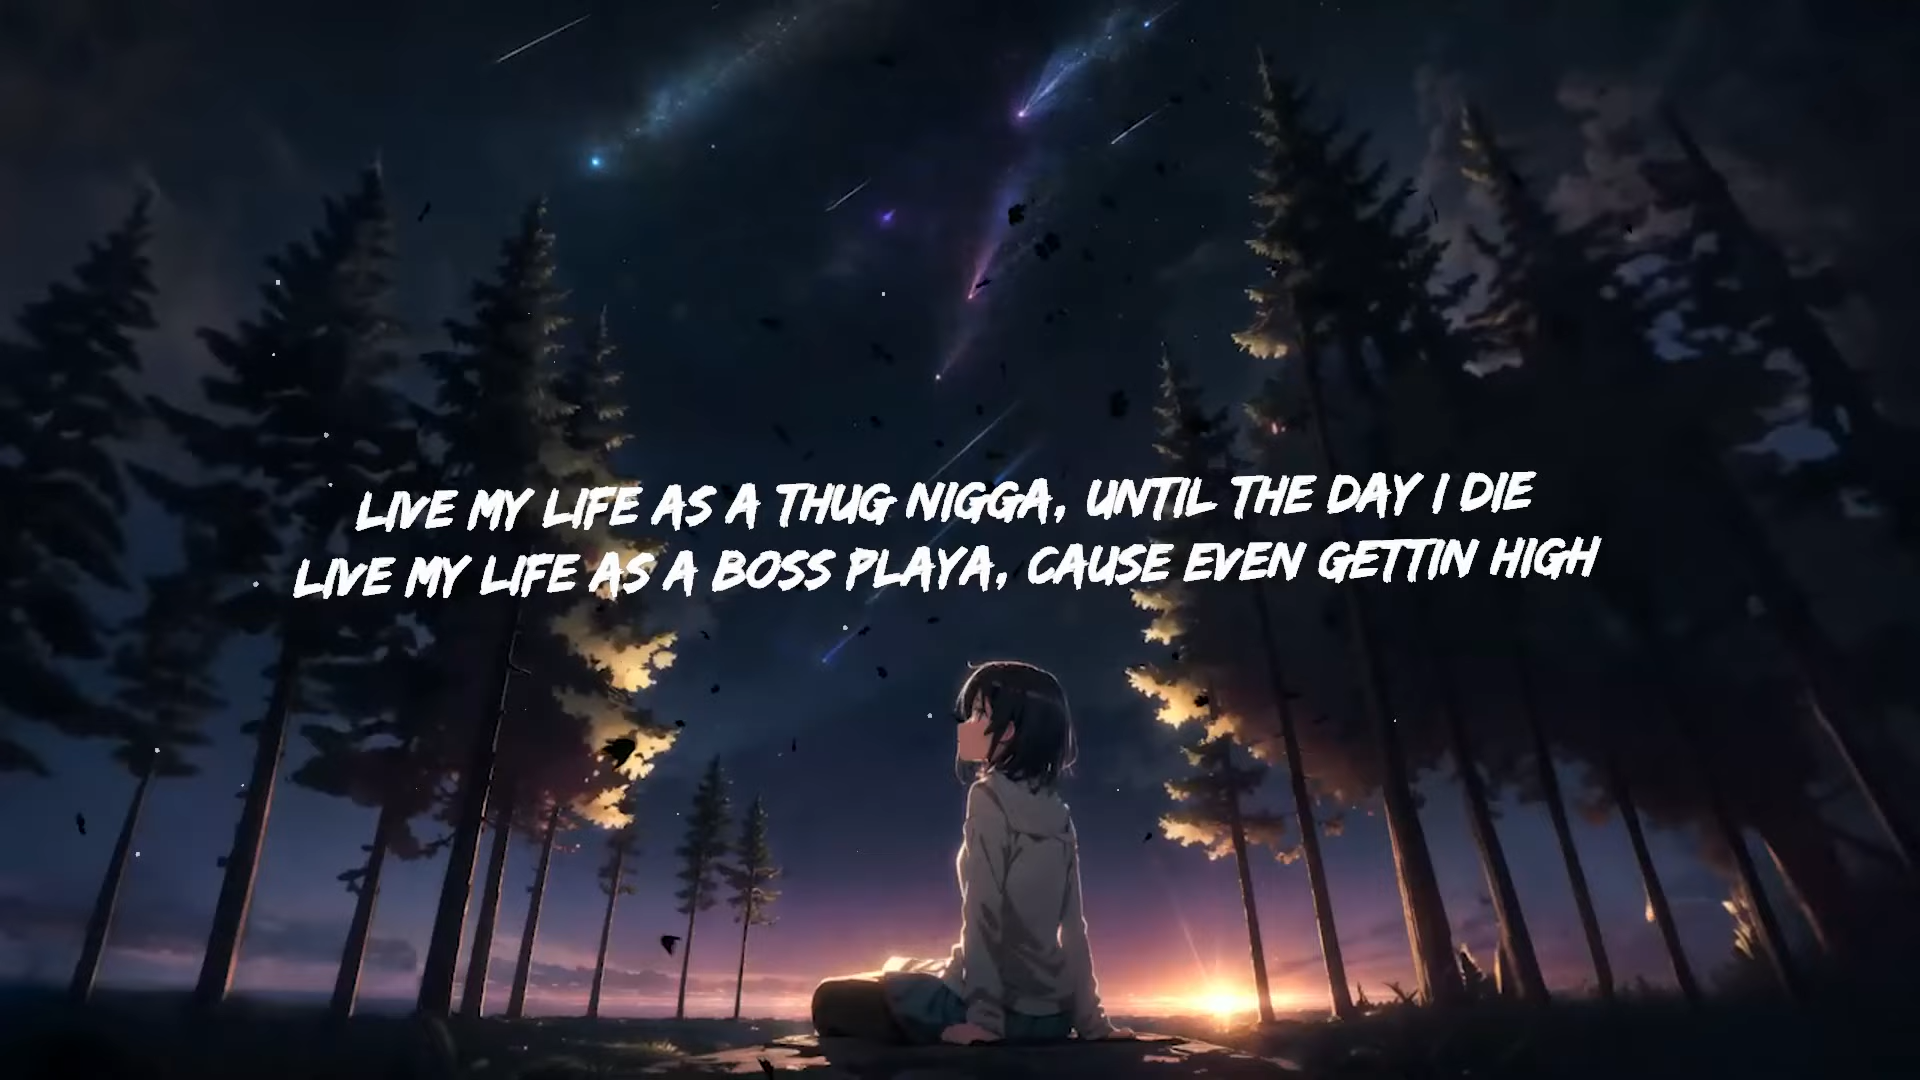 LIVE MY LIFE AS A THUG NIGGA, UNTIL THE DAY I DIE
LIVE MY LIFE AS A BOSS PLAYA, CAUSE EVEN GETTIN HIGH